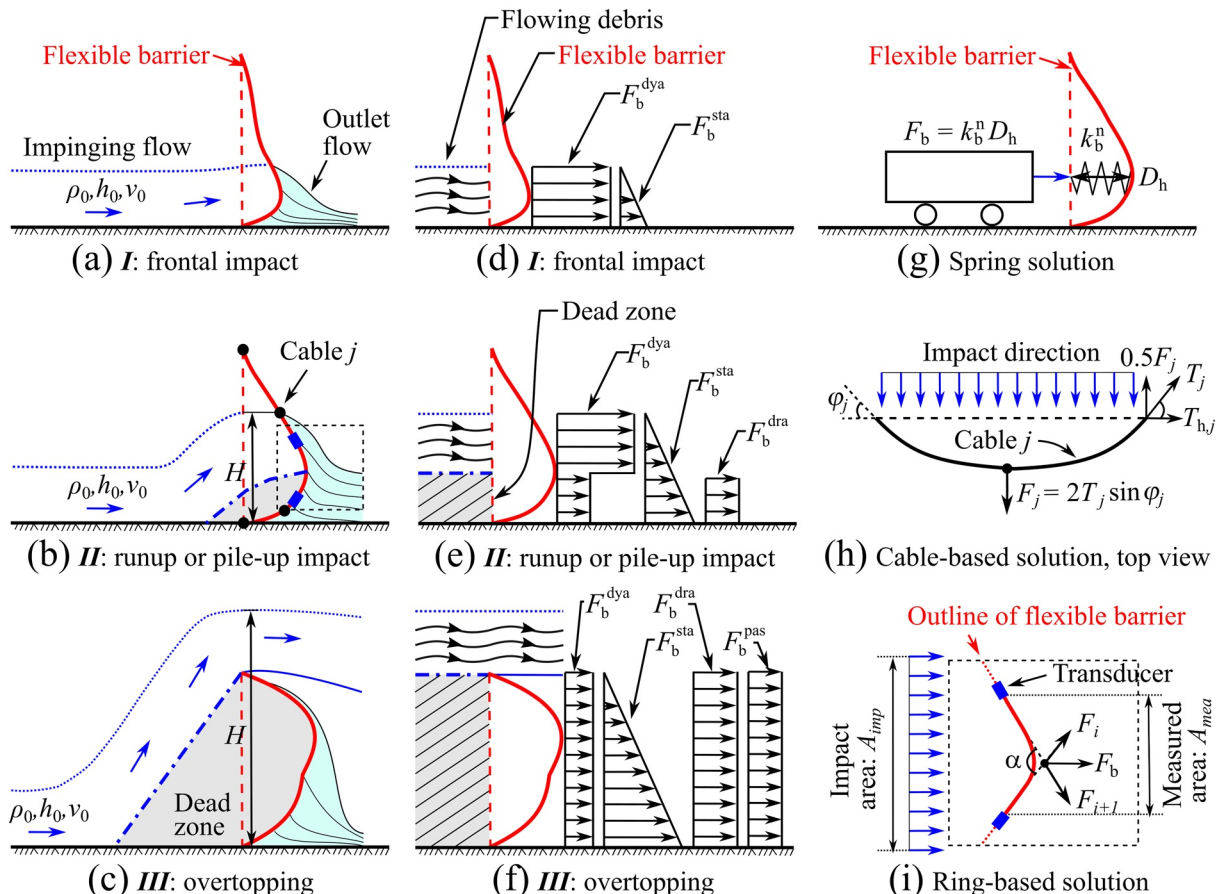 Flexible barrier
Outlet
flow
Impinging flow
ρ₀, h₀, v₀
(a) I: frontal impact
Flowing debris
Flexible barrier
F_b^dya
F_b^sta
(d) I: frontal impact
Flexible barrier
F_b = k_b^n D_h
k_b^n
D_h
(g) Spring solution
Cable j
H
ρ₀, h₀, v₀
(b) II: runup or pile-up impact
Dead zone
F_b^dya
F_b^sta
F_b^dra
(e) II: runup or pile-up impact
Impact direction
0.5F_j
T_j
φ_j
T_h,j
Cable j
F_j = 2T_j sin φ_j
(h) Cable-based solution, top view
H
ρ₀, h₀, v₀
Dead
zone
(c) III: overtopping
F_b^dya
F_b^sta
F_b^dra
F_b^pas
(f) III: overtopping
Outline of flexible barrier
Transducer
Impact
area: A_imp
α
F_i
F_b
F_i+1
Measured
area: A_mea
(i) Ring-based solution